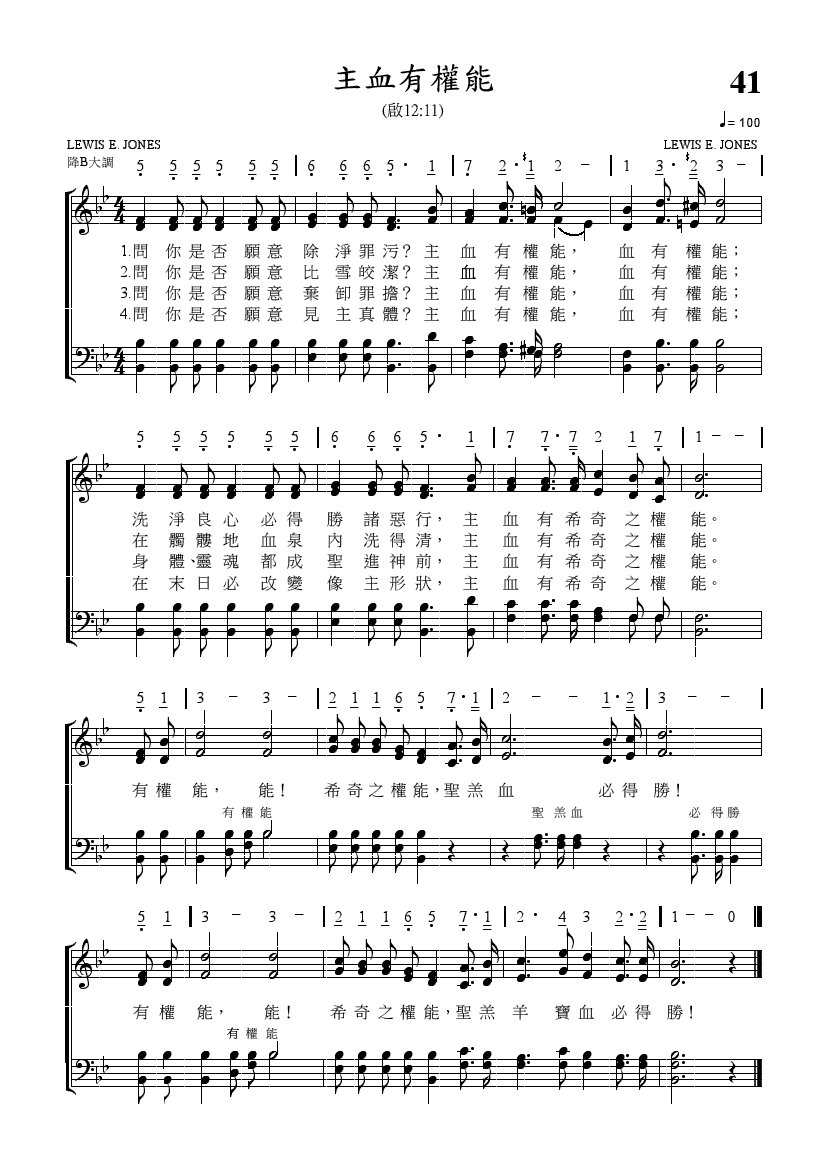 主血有權能
41
(啟12:11)
= 100
LEWIS E. JONES
LEWIS E. JONES
降B大調
5 5 5 5 5 5 6 6 6 5· 1 7 2· 1 2 － 1 3· 2 3 －
4 4
1.問你是否願意除淨罪污？主血有權能，血有權能；
2.問你是否願意比雪皎潔？主血有權能，血有權能；
3.問你是否願意棄卸罪擔？主血有權能，血有權能；
4.問你是否願意見主真體？主血有權能，血有權能；
4 4
5 5 5 5 5 5 6 6 6 5· 1 7 7· 7 2 1 7 1 － －
洗淨良心必得勝諸惡行，主血有希奇之權能。
在髑髏地血泉內洗得清，主血有希奇之權能。
身體、靈魂都成聖進神前，主血有希奇之權能。
在末日必改變像主形狀，主血有希奇之權能。
5 1 3 － 3 － 2 1 1 6 5 7· 1 2 － － 1· 2 3 － －
有權能，能！希奇之權能，聖羔血必得勝！
有權能 聖羔血 必得勝
5 1 3 － 3 － 2 1 1 6 5 7· 1 2· 4 3 2· 2 1 － － 0
有權能，能！希奇之權能，聖羔羊寶血必得勝！
有權能